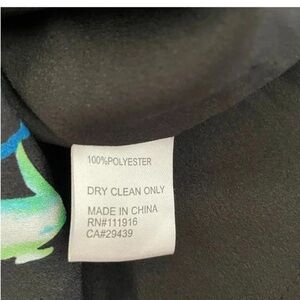 100%POLYESTER
DRY CLEAN ONLY
MADE IN CHINA
RN#111916
CA#29439